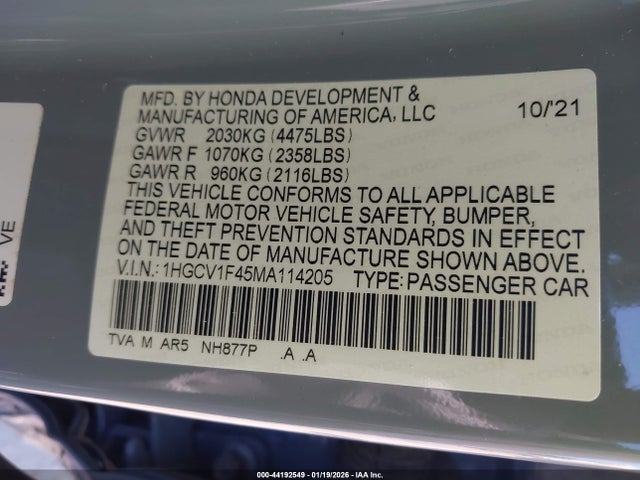 MFD. BY HONDA DEVELOPMENT &
MANUFACTURING OF AMERICA, LLC 10/'21
GVWR 2030KG (4475LBS)
GAWR F 1070KG (2358LBS)
GAWR R 960KG (2116LBS)
THIS VEHICLE CONFORMS TO ALL APPLICABLE
FEDERAL MOTOR VEHICLE SAFETY, BUMPER,
AND THEFT PREVENTION STANDARDS IN EFFECT
ON THE DATE OF MANUFACTURE SHOWN ABOVE.
V.I.N.: 1HGCV1F45MA114205 TYPE: PASSENGER CAR
TVA M AR5 NH877P .A .A
VE
000-44192549 - 01/19/2026 - IAA Inc.